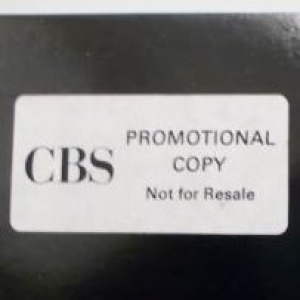 CBS
PROMOTIONAL
COPY
Not for Resale